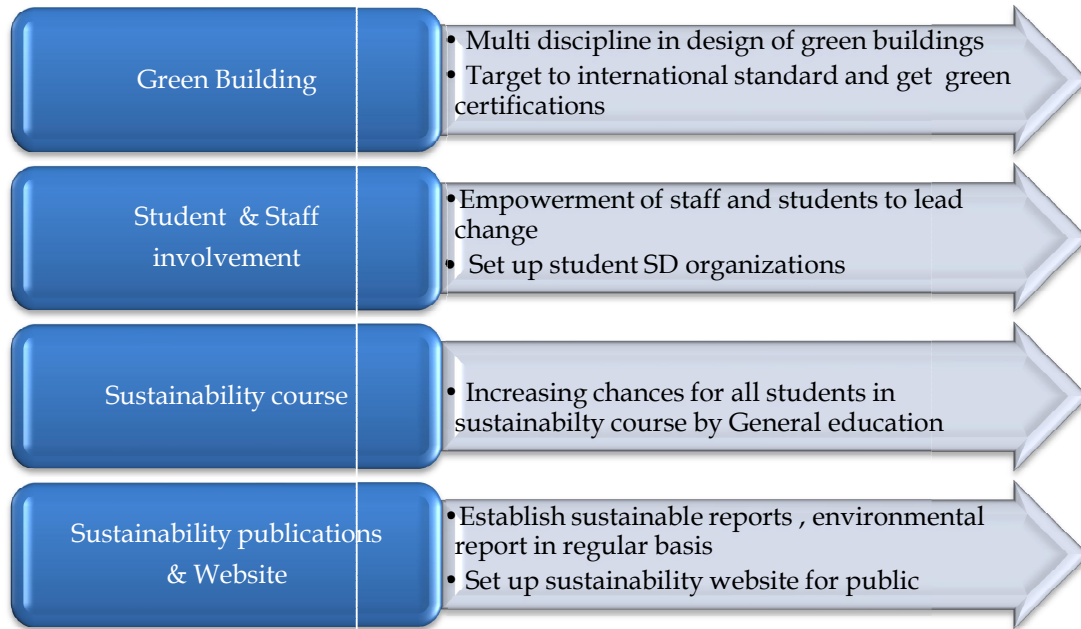 Green Building
• Multi discipline in design of green buildings
• Target to international standard and get green
certifications
Student & Staff
involvement
•Empowerment of staff and students to lead
change
• Set up student SD organizations
Sustainability course
• Increasing chances for all students in
sustainabilty course by General education
Sustainability publications
& Website
•Establish sustainable reports , environmental
report in regular basis
• Set up sustainability website for public